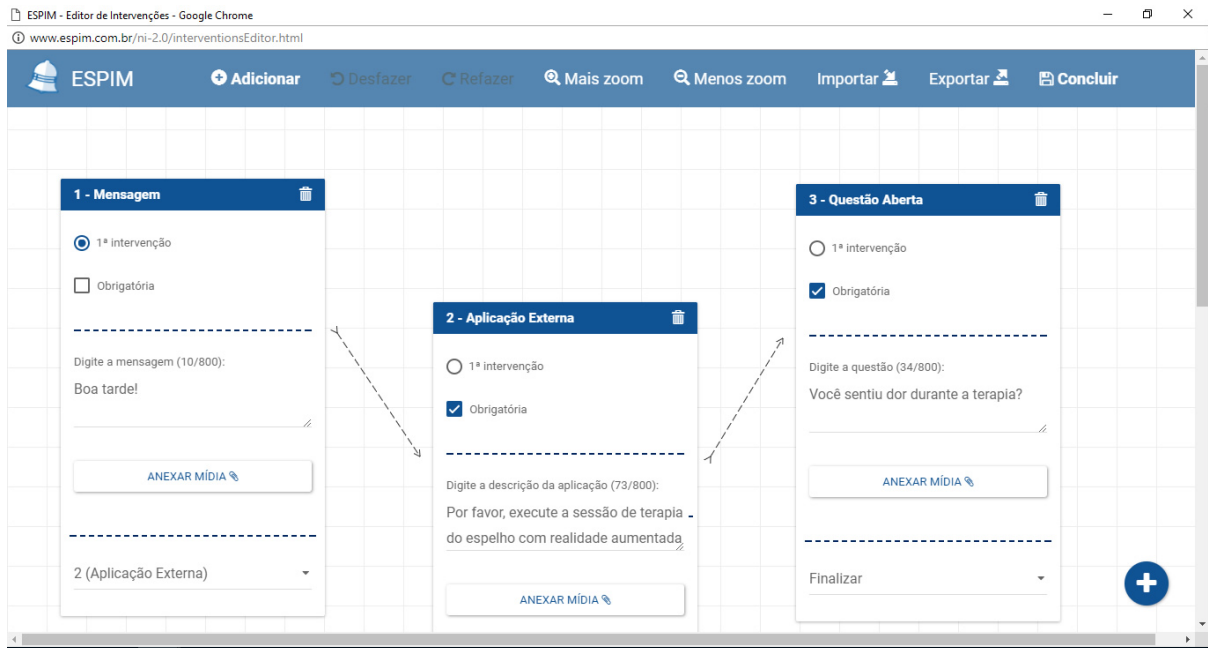 ESPIM - Editor de Intervenções - Google Chrome
www.espim.com.br/ni-2.0/interventionsEditor.html
ESPIM Adicionar Desfazer Refazer Mais zoom Menos zoom Importar Exportar Concluir
1 - Mensagem
1ª intervenção
Obrigatória
Digite a mensagem (10/800):
Boa tarde!
ANEXAR MÍDIA
2 (Aplicação Externa)
2 - Aplicação Externa
1ª intervenção
Obrigatória
Digite a descrição da aplicação (73/800):
Por favor, execute a sessão de terapia
do espelho com realidade aumentada
ANEXAR MÍDIA
3 - Questão Aberta
1ª intervenção
Obrigatória
Digite a questão (34/800):
Você sentiu dor durante a terapia?
ANEXAR MÍDIA
Finalizar